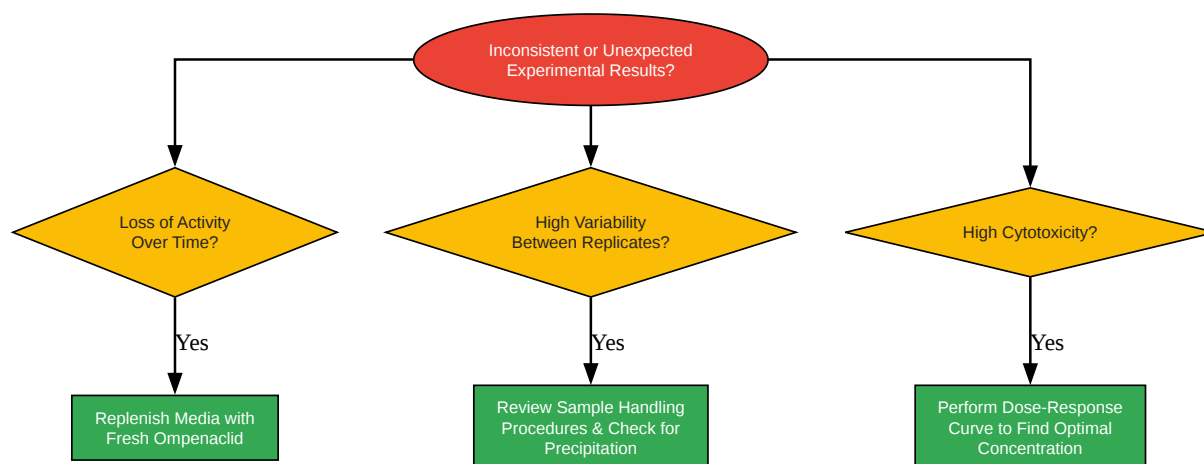 Inconsistent or Unexpected
Experimental Results?
Loss of Activity
Over Time?
High Variability
Between Replicates?
High Cytotoxicity?
Yes
Yes
Yes
Replenish Media with
Fresh Ompenaclid
Review Sample Handling
Procedures & Check for
Precipitation
Perform Dose-Response
Curve to Find Optimal
Concentration